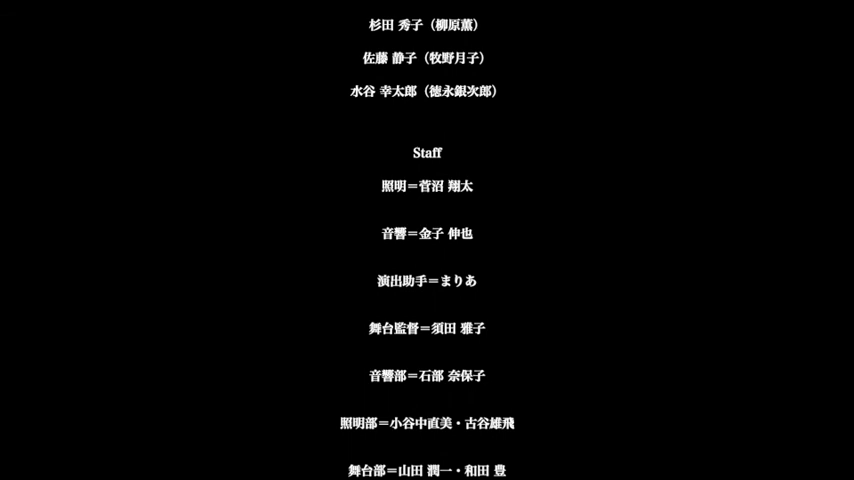 杉田 秀子（柳原薫）
佐藤 静子（牧野月子）
水谷 幸太郎（徳永銀次郎）
Staff
照明＝菅沼 翔太
音響＝金子 伸也
演出助手＝まりあ
舞台監督＝須田 雅子
音響部＝石部 奈保子
照明部＝小谷中直美・古谷雄飛
舞台部＝山田 潤一・和田 豊